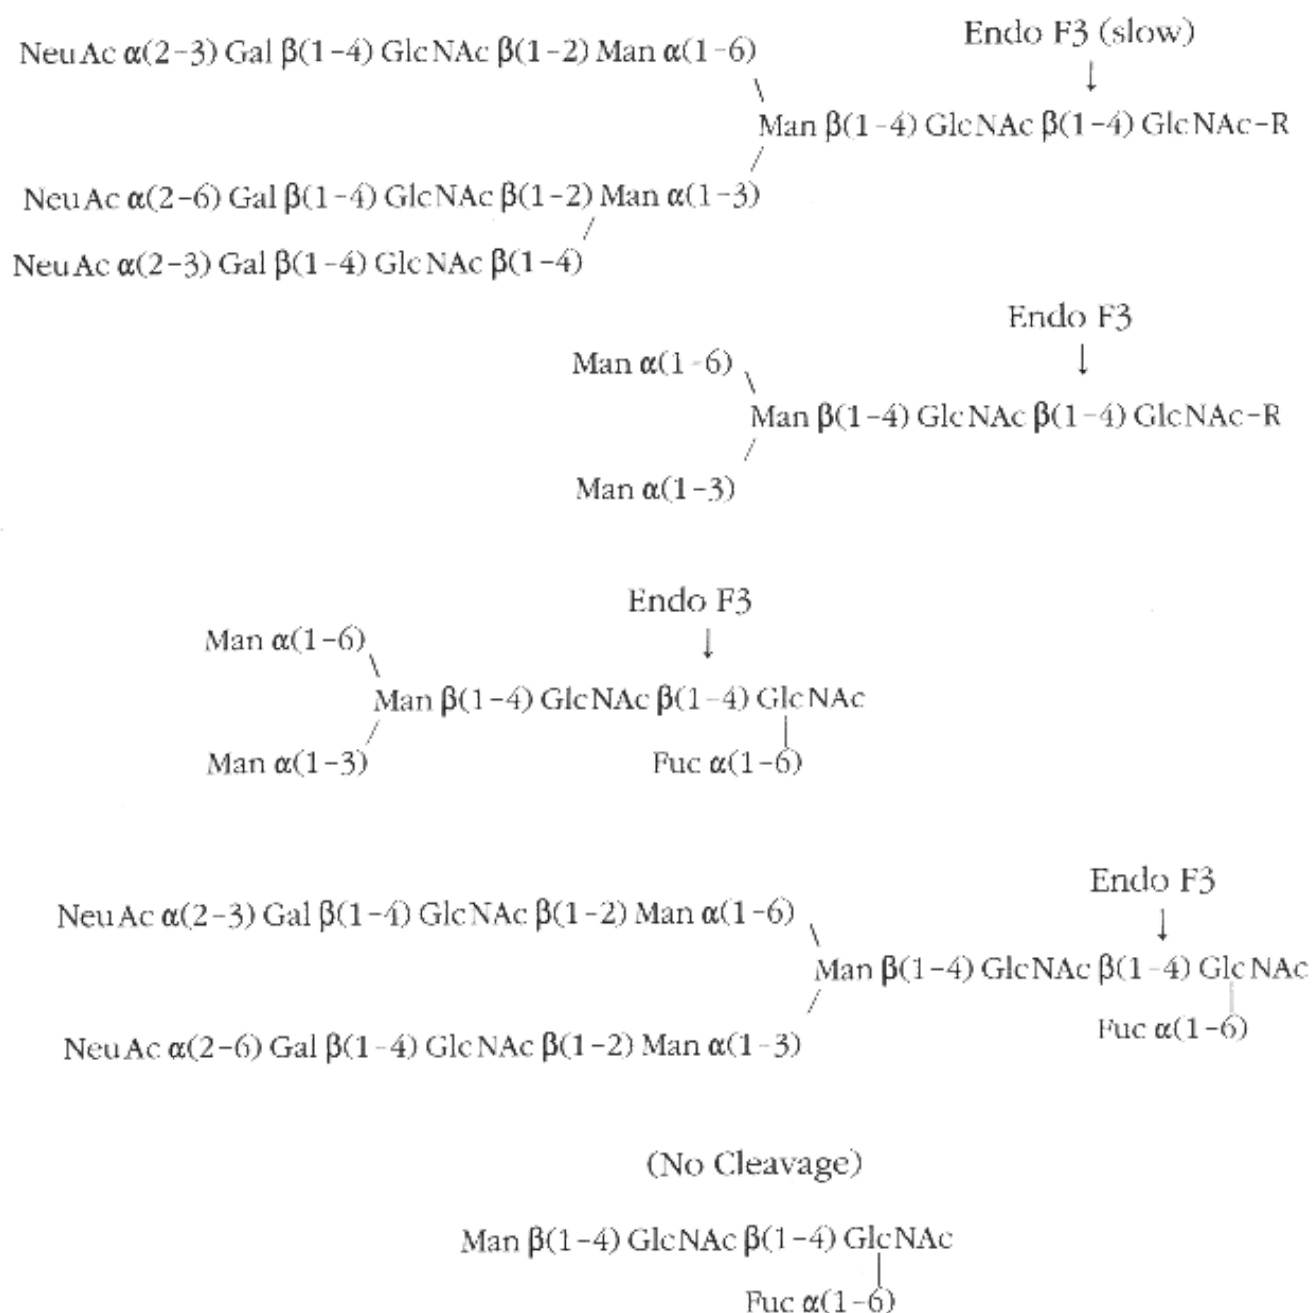 Endo F3 (slow)
↓
NeuAc α(2-3) Gal β(1-4) GlcNAc β(1-2) Man α(1-6)
Man β(1-4) GlcNAc β(1-4) GlcNAc-R
NeuAc α(2-6) Gal β(1-4) GlcNAc β(1-2) Man α(1-3)
NeuAc α(2-3) Gal β(1-4) GlcNAc β(1-4)
Endo F3
↓
Man α(1-6)
Man β(1-4) GlcNAc β(1-4) GlcNAc-R
Man α(1-3)
Endo F3
↓
Man α(1-6)
Man β(1-4) GlcNAc β(1-4) GlcNAc
Man α(1-3) Fuc α(1-6)
Endo F3
↓
NeuAc α(2-3) Gal β(1-4) GlcNAc β(1-2) Man α(1-6)
Man β(1-4) GlcNAc β(1-4) GlcNAc
Fuc α(1-6)
NeuAc α(2-6) Gal β(1-4) GlcNAc β(1-2) Man α(1-3)
(No Cleavage)
Man β(1-4) GlcNAc β(1-4) GlcNAc
Fuc α(1-6)